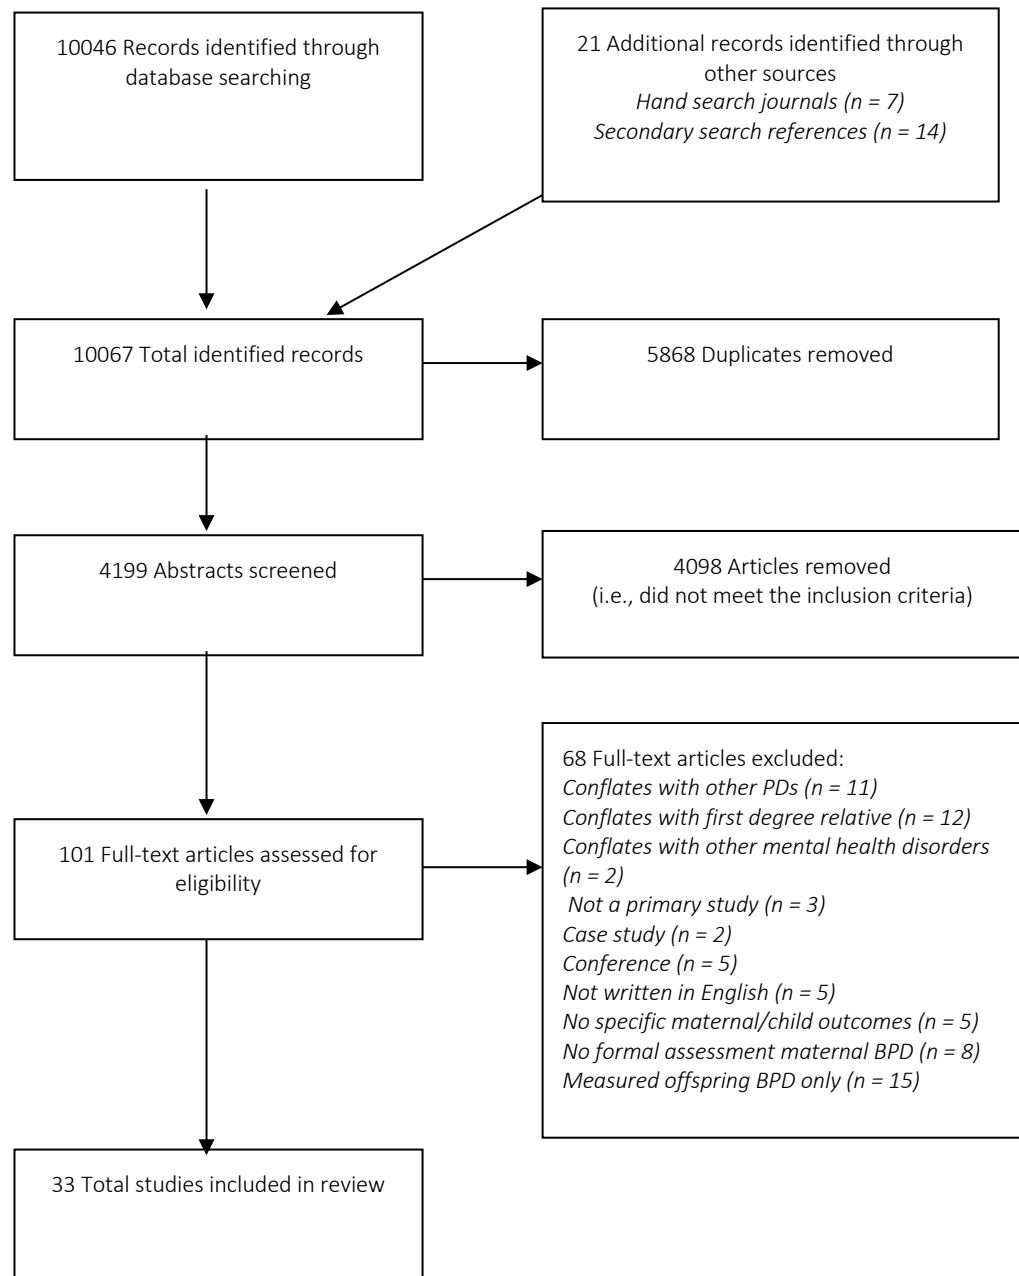 10046 Records identified through
database searching
21 Additional records identified through
other sources
Hand search journals (n = 7)
Secondary search references (n = 14)
10067 Total identified records
5868 Duplicates removed
4199 Abstracts screened
4098 Articles removed
(i.e., did not meet the inclusion criteria)
101 Full-text articles assessed for
eligibility
68 Full-text articles excluded:
Conflates with other PDs (n = 11)
Conflates with first degree relative (n = 12)
Conflates with other mental health disorders
(n = 2)
Not a primary study (n = 3)
Case study (n = 2)
Conference (n = 5)
Not written in English (n = 5)
No specific maternal/child outcomes (n = 5)
No formal assessment maternal BPD (n = 8)
Measured offspring BPD only (n = 15)
33 Total studies included in review